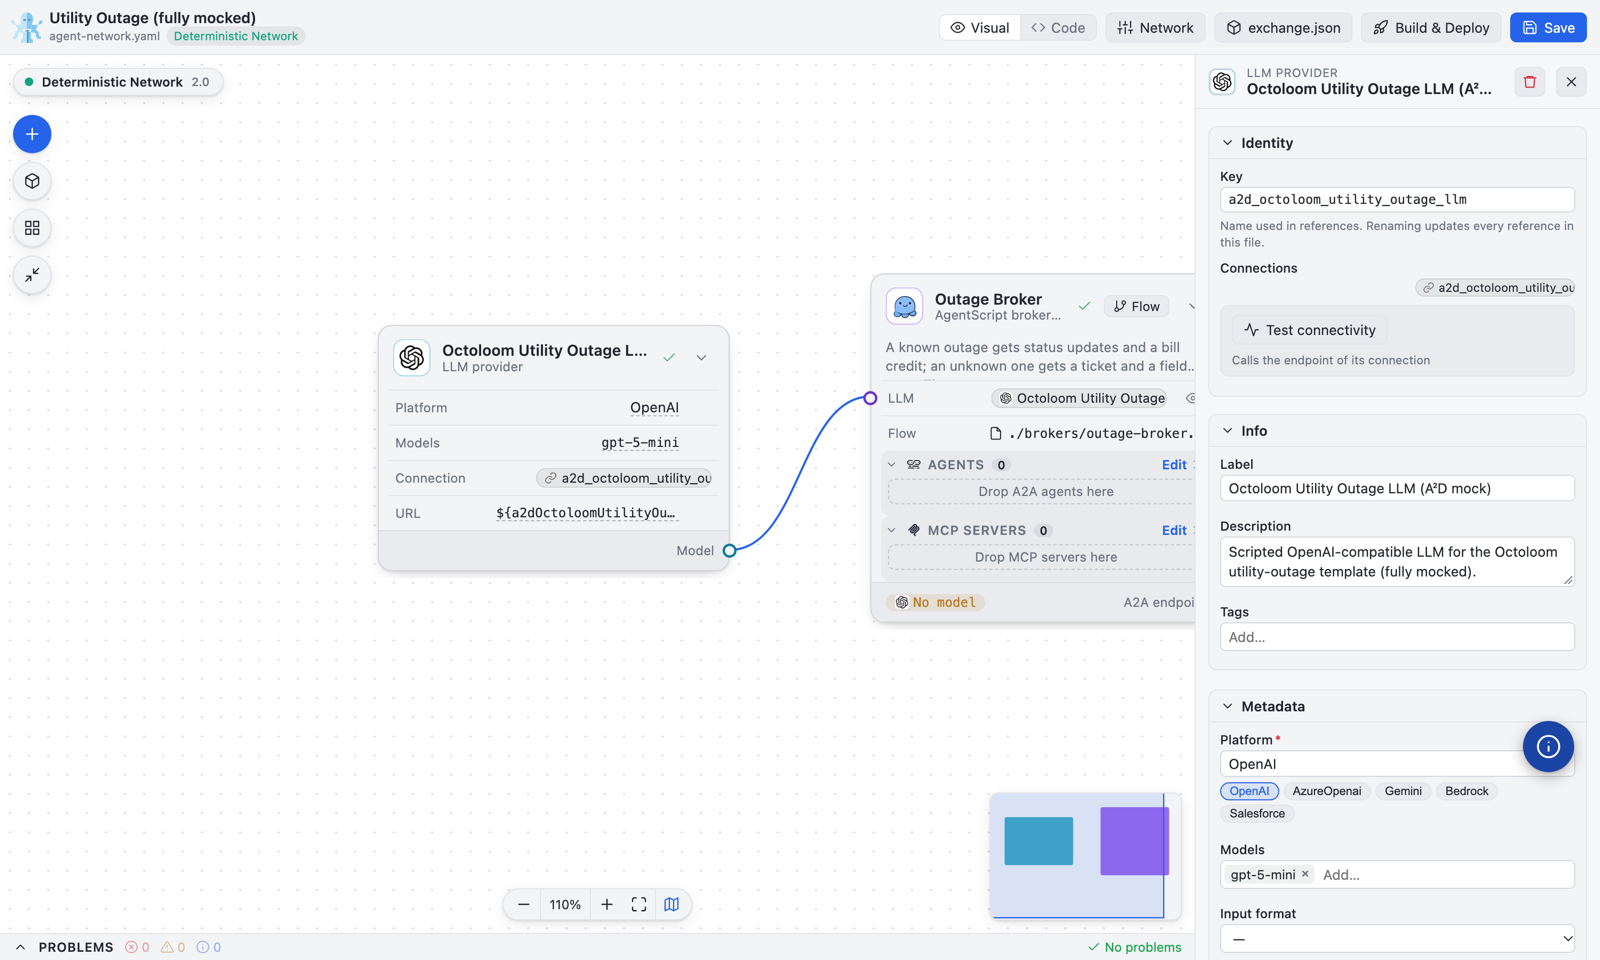 Utility Outage (fully mocked)
agent-network.yaml Deterministic Network
Visual
Code
Network
exchange.json
Build & Deploy
Save
Deterministic Network 2.0
Octoloom Utility Outage L...
LLM provider
Platform OpenAI
Models gpt-5-mini
Connection a2d_octoloom_utility_ou
URL ${a2dOctoloomUtilityOu…
Model
Outage Broker
AgentScript broker...
Flow
A known outage gets status updates and a bill
credit; an unknown one gets a ticket and a field...
LLM Octoloom Utility Outage
Flow ./brokers/outage-broker.
AGENTS 0 Edit
Drop A2A agents here
MCP SERVERS 0 Edit
Drop MCP servers here
No model A2A endpoi
110%
PROBLEMS 0 0 0
No problems
LLM PROVIDER
Octoloom Utility Outage LLM (A²...
Identity
Key
a2d_octoloom_utility_outage_llm
Name used in references. Renaming updates every reference in
this file.
Connections
a2d_octoloom_utility_ou
Test connectivity
Calls the endpoint of its connection
Info
Label
Octoloom Utility Outage LLM (A²D mock)
Description
Scripted OpenAI-compatible LLM for the Octoloom
utility-outage template (fully mocked).
Tags
Add...
Metadata
Platform*
OpenAI
OpenAI AzureOpenai Gemini Bedrock
Salesforce
Models
gpt-5-mini × Add...
Input format
—